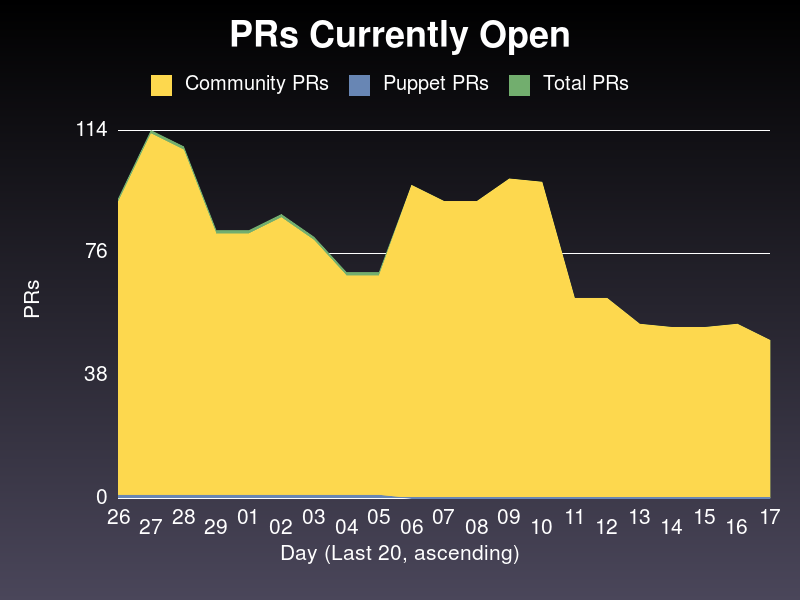 PRs Currently Open
Community PRs Puppet PRs Total PRs
114
76
38
0
PRs
26 27 28 29 01 02 03 04 05 06 07 08 09 10 11 12 13 14 15 16 17
Day (Last 20, ascending)